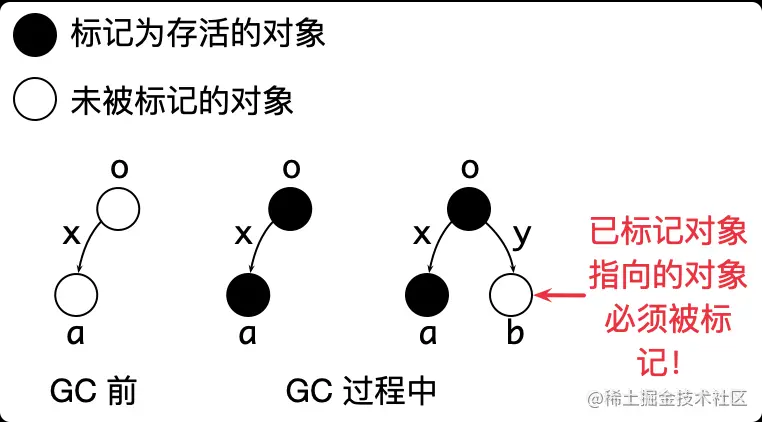 标记为存活的对象
未被标记的对象
o
x
a
o
x
a
o
x
y
a
b
已标记对象
指向的对象
必须被标
记!
GC 前
GC 过程中
@稀土掘金技术社区